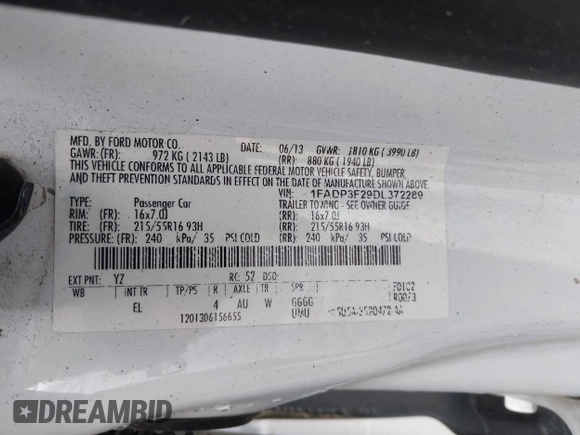 MFD. BY FORD MOTOR CO. DATE: 06/13 GVWR: 1810 KG ( 3990 LB)
GAWR: (FR): 972 KG ( 2143 LB) (RR): 880 KG ( 1940 LB)
THIS VEHICLE CONFORMS TO ALL APPLICABLE FEDERAL MOTOR VEHICLE SAFETY, BUMPER,
AND THEFT PREVENTION STANDARDS IN EFFECT ON THE DATE OF MANUFACTURE SHOWN ABOVE.
VIN: 1FADP3F29DL372289
TYPE: Passenger Car TRAILER TOWING - SEE OWNER GUIDE
RIM: (FR) : 16x7.0J (RR) : 16x7.0J
TIRE: (FR) : 215/55R16 93H (RR) : 215/55R16 93H
PRESSURE: (FR) : 240 kPa/ 35 PSI COLD (RR) : 240 kPa/ 35 PSI COLD
EXT PNT: YZ RC: 52 DSO:
WB INT TR TP/PS R AXLE TR SPR
EL 4 AU W GGGG
UMU
1201306156655
DREAMBID